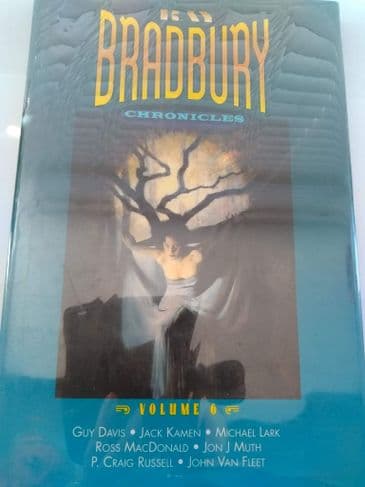 RAY
BRADBURY
CHRONICLES
VOLUME 6
GUY DAVIS • JACK KAMEN • MICHAEL LARK
ROSS MACDONALD • JON J MUTH
P. CRAIG RUSSELL • JOHN VAN FLEET